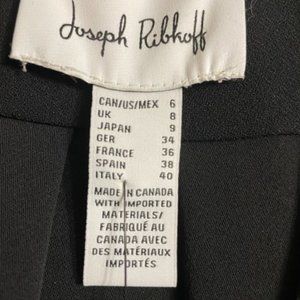 Joseph Ribkoff
CAN/US/MEX 6
UK 8
JAPAN 9
GER 34
FRANCE 36
SPAIN 38
ITALY 40
MADE IN CANADA
WITH IMPORTED
MATERIALS/
FABRIQUÉ AU
CANADA AVEC
DES MATÉRIAUX
IMPORTÉS